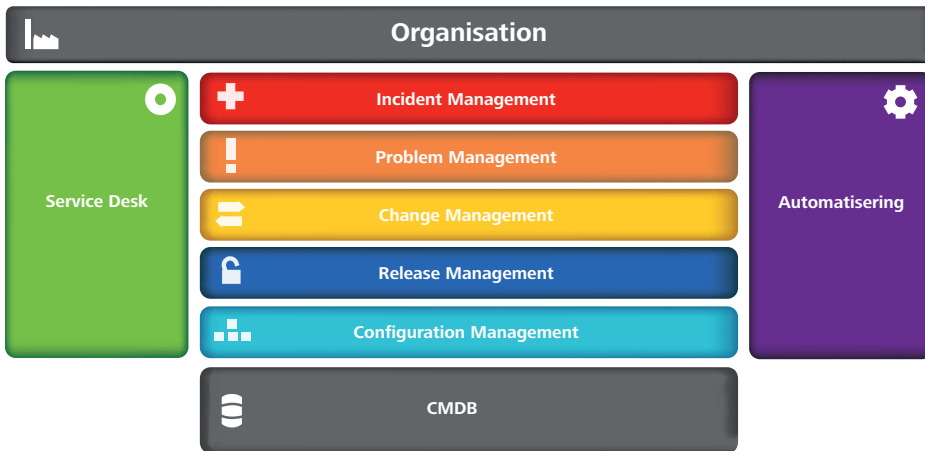 Organisation
Service Desk
Incident Management
Problem Management
Change Management
Release Management
Configuration Management
CMDB
Automatisering